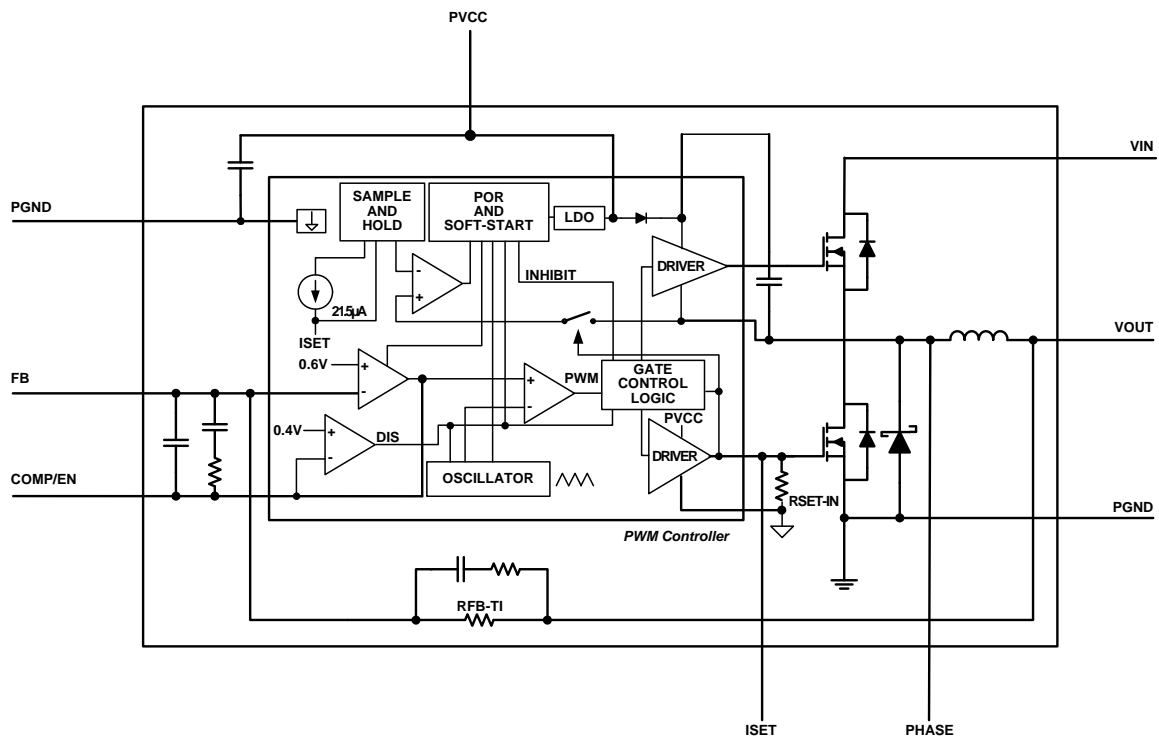 PVCC
VIN
PGND
SAMPLE
AND
HOLD
POR
AND
SOFT-START
LDO
DRIVER
INHIBIT
21.5µA
ISET
0.6V
VOUT
FB
PWM
GATE
CONTROL
LOGIC
PVCC
0.4V
DIS
DRIVER
COMP/EN
OSCILLATOR
RSET-IN
PGND
PWM Controller
RFB-TI
ISET
PHASE